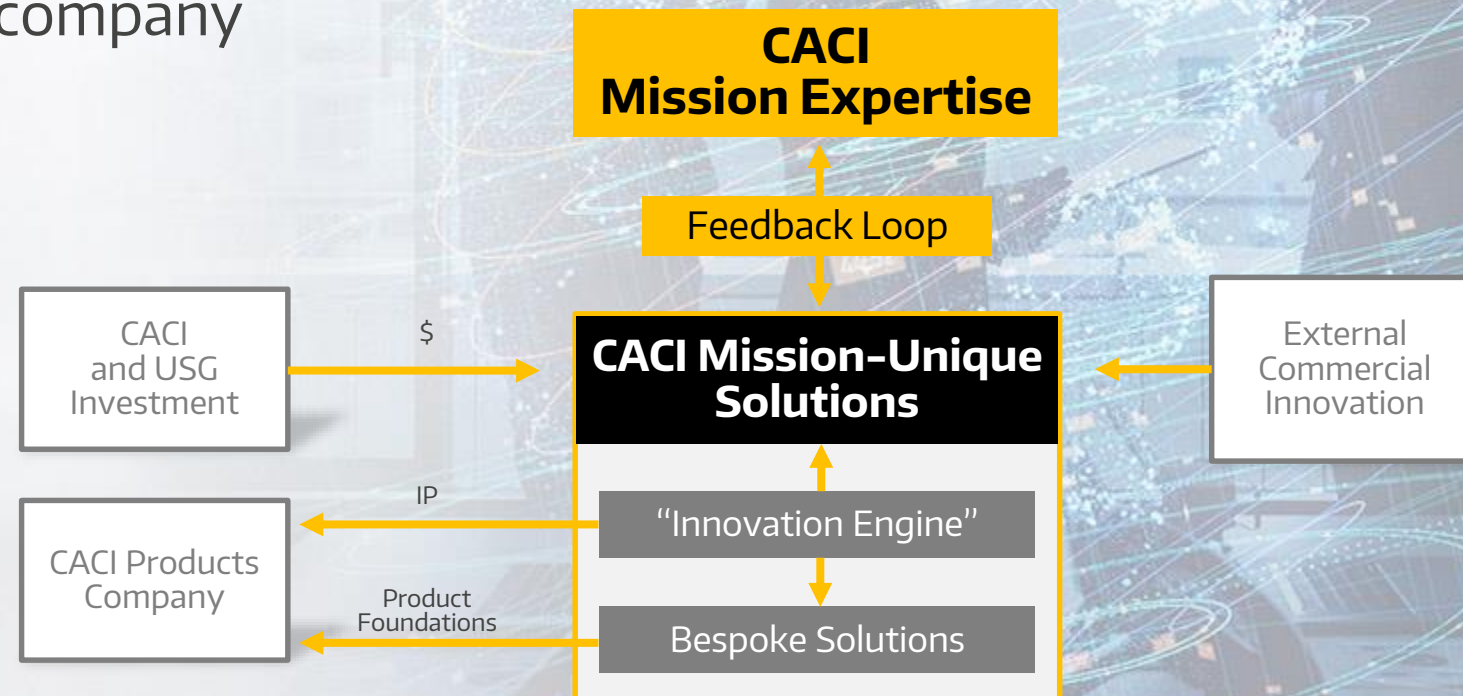 company
CACI
Mission Expertise
Feedback Loop
CACI
and USG
Investment
$
CACI Mission-Unique
Solutions
External
Commercial
Innovation
IP
“Innovation Engine”
CACI Products
Company
Product
Foundations
Bespoke Solutions